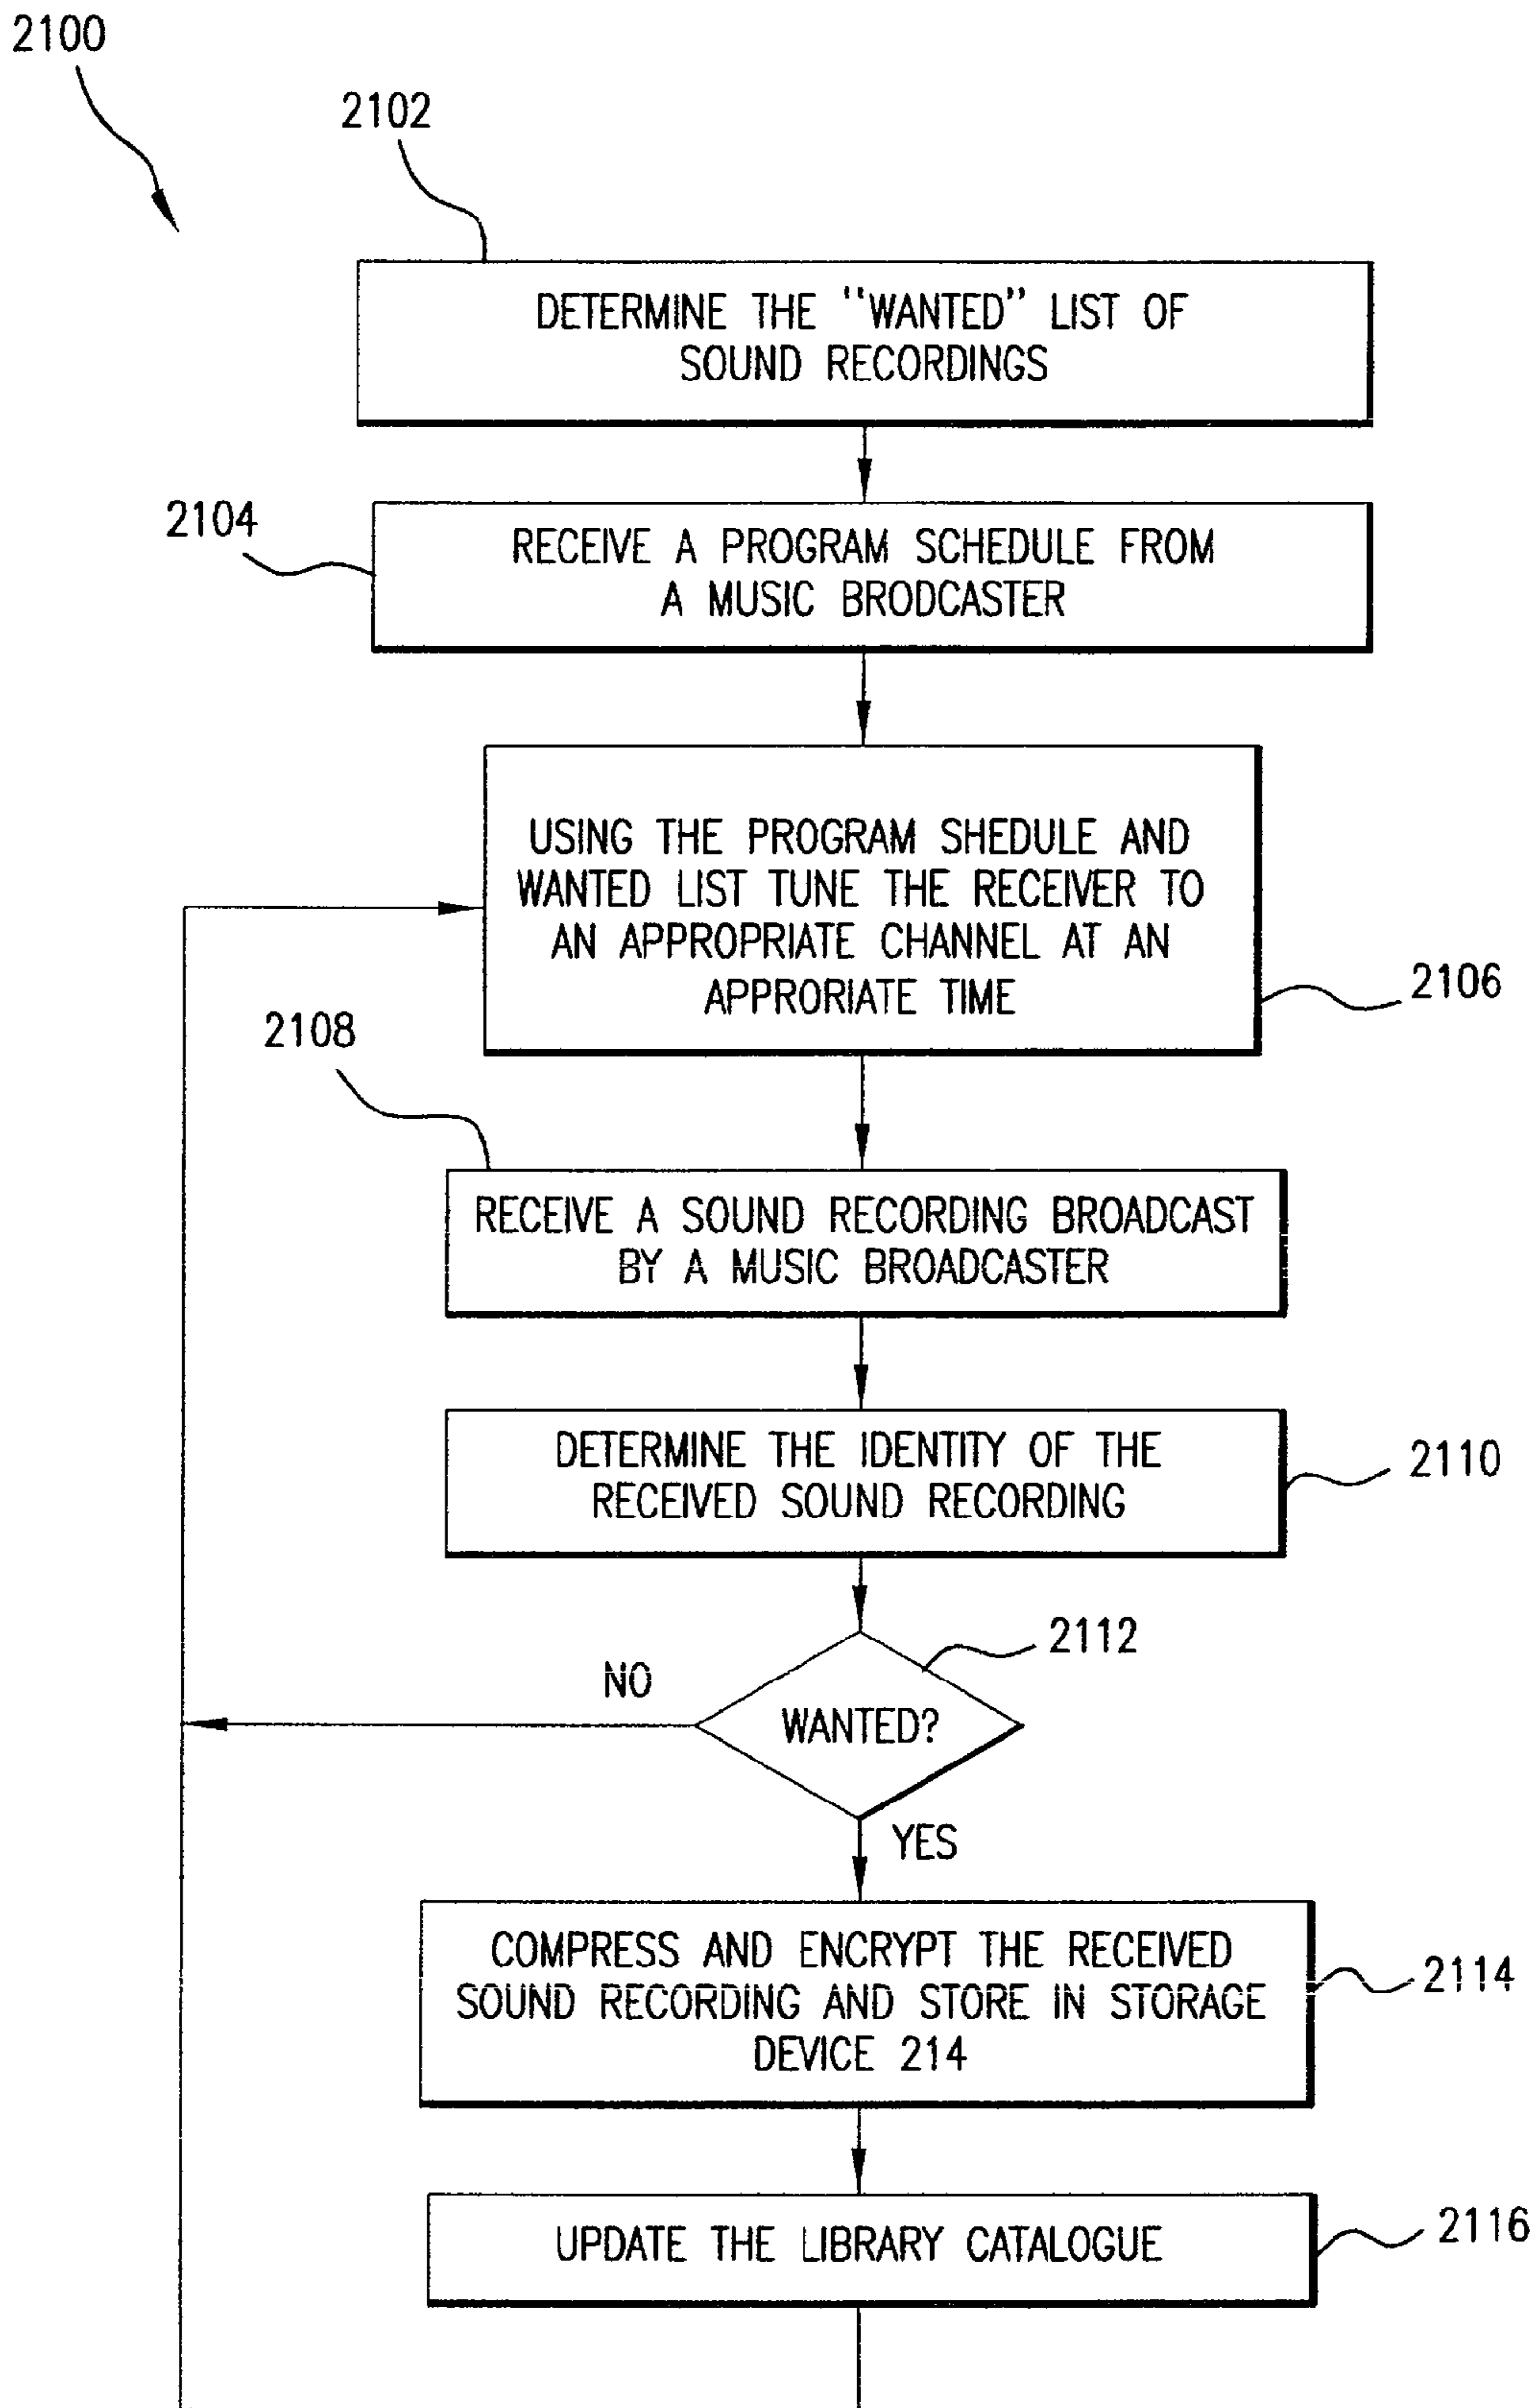 2100
2102
DETERMINE THE "WANTED" LIST OF
SOUND RECORDINGS
2104
RECEIVE A PROGRAM SCHEDULE FROM
A MUSIC BRODCASTER
USING THE PROGRAM SHEDULE AND
WANTED LIST TUNE THE RECEIVER TO
AN APPROPRIATE CHANNEL AT AN
APPRORIATE TIME
2106
2108
RECEIVE A SOUND RECORDING BROADCAST
BY A MUSIC BROADCASTER
DETERMINE THE IDENTITY OF THE
RECEIVED SOUND RECORDING
2110
2112
NO
WANTED?
YES
COMPRESS AND ENCRYPT THE RECEIVED
SOUND RECORDING AND STORE IN STORAGE
DEVICE 214
2114
UPDATE THE LIBRARY CATALOGUE
2116